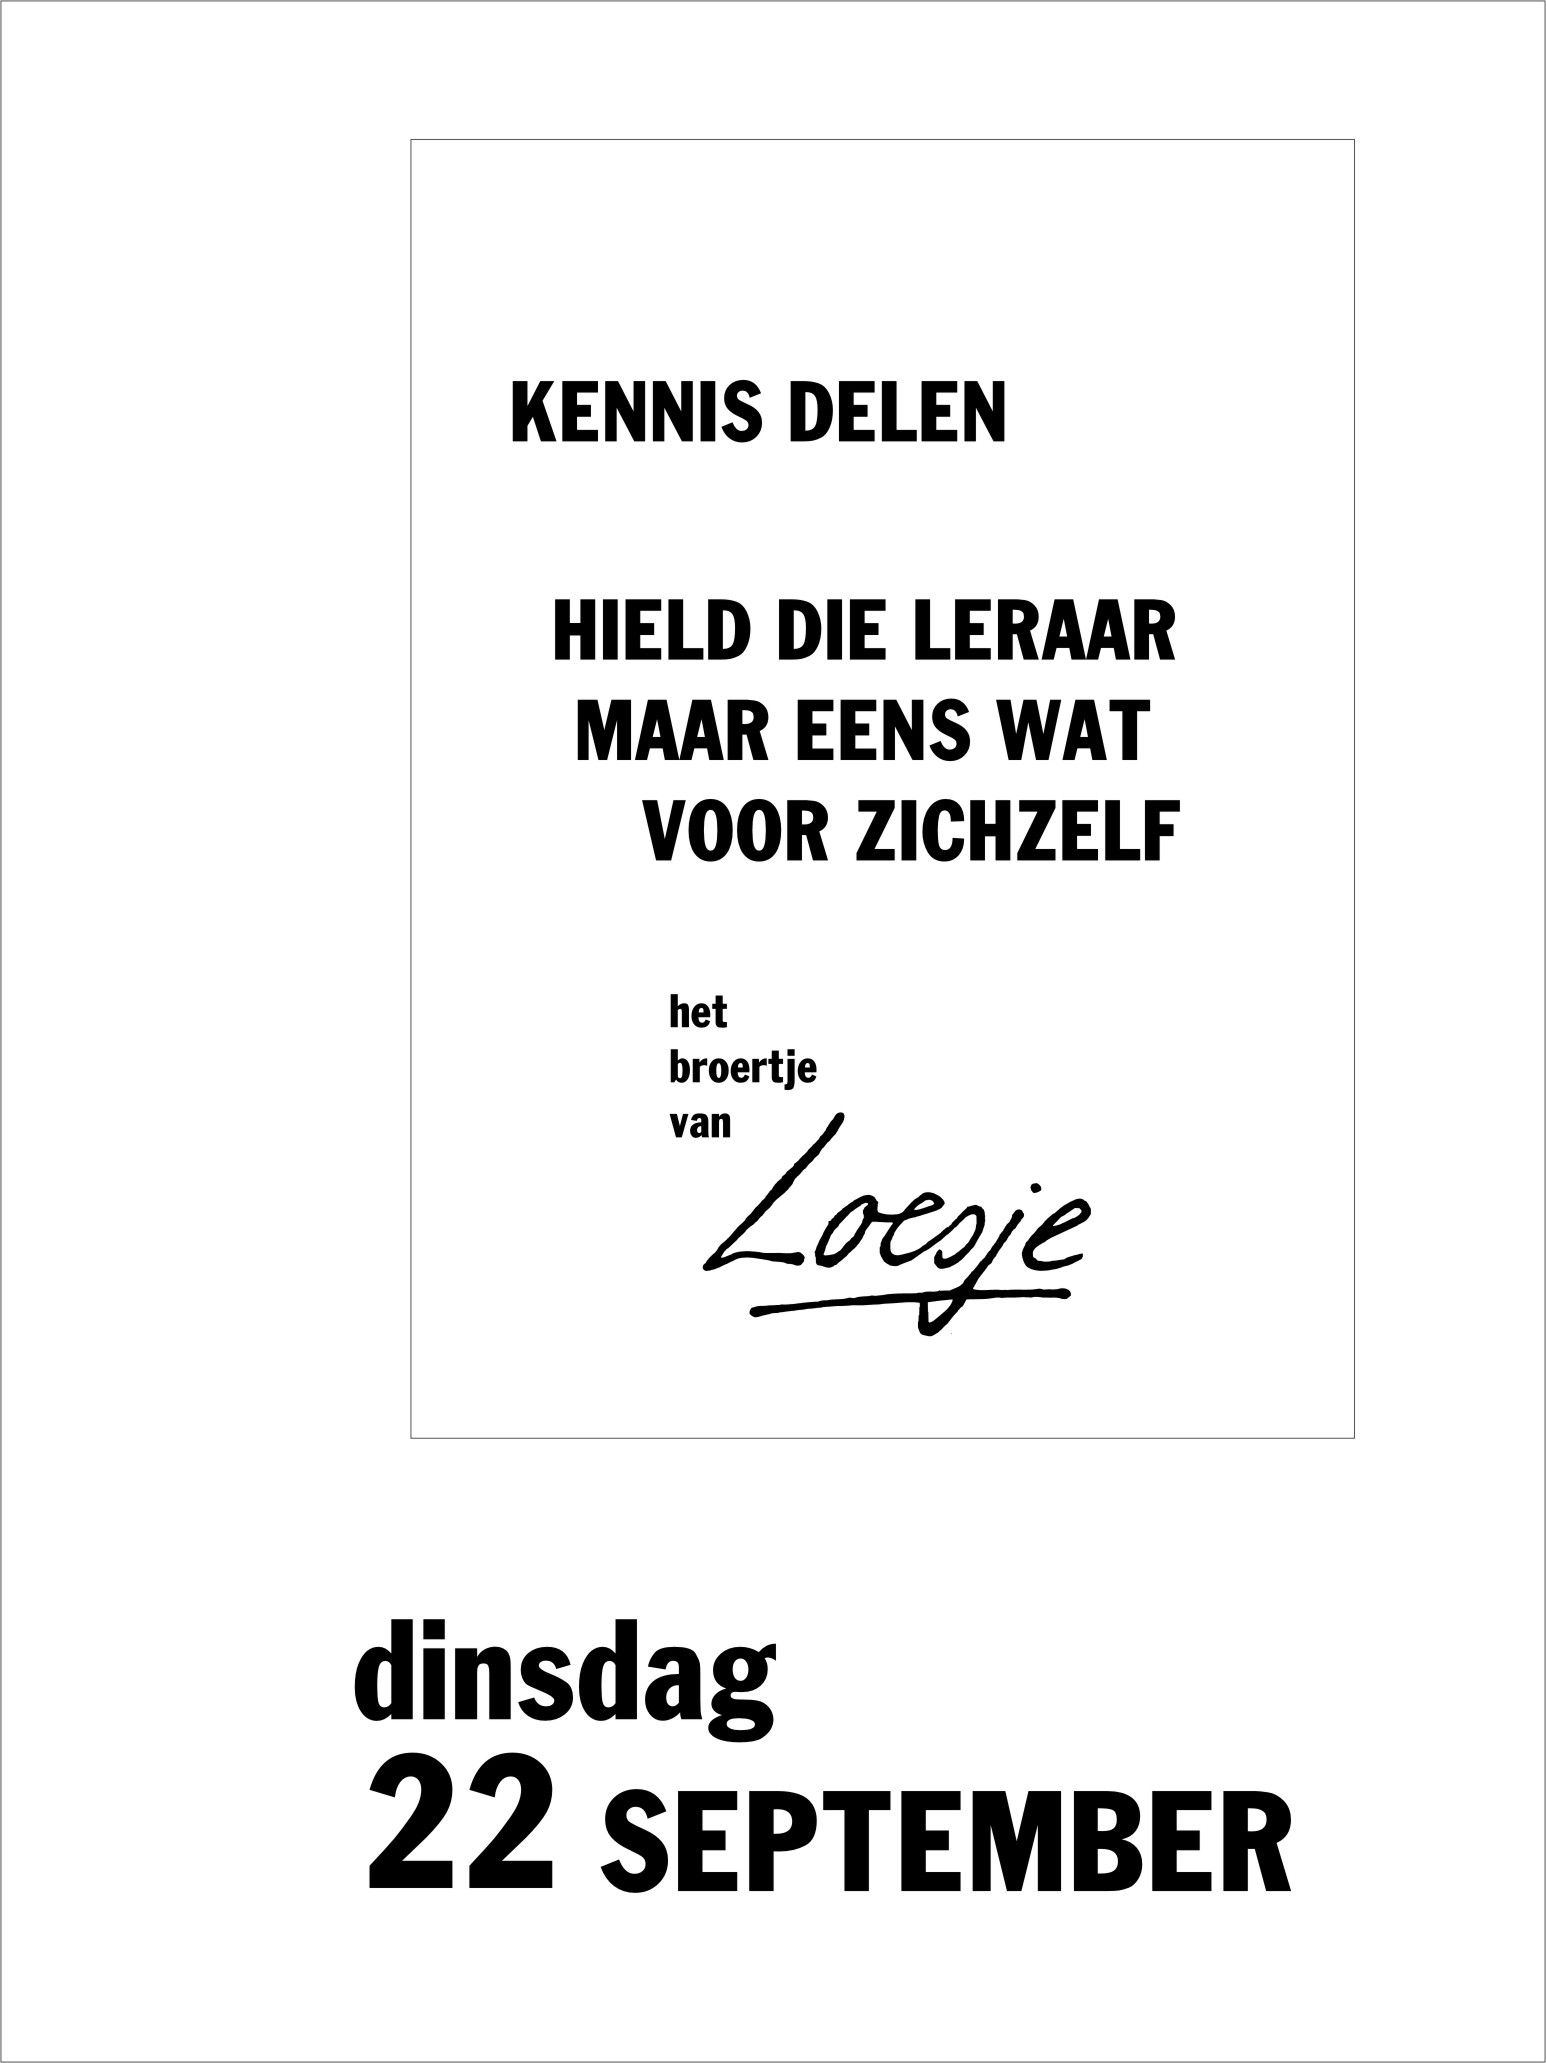 KENNIS DELEN
HIELD DIE LERAAR
MAAR EENS WAT
VOOR ZICHZELF
het
broertje
van
Loesje
dinsdag
22 SEPTEMBER